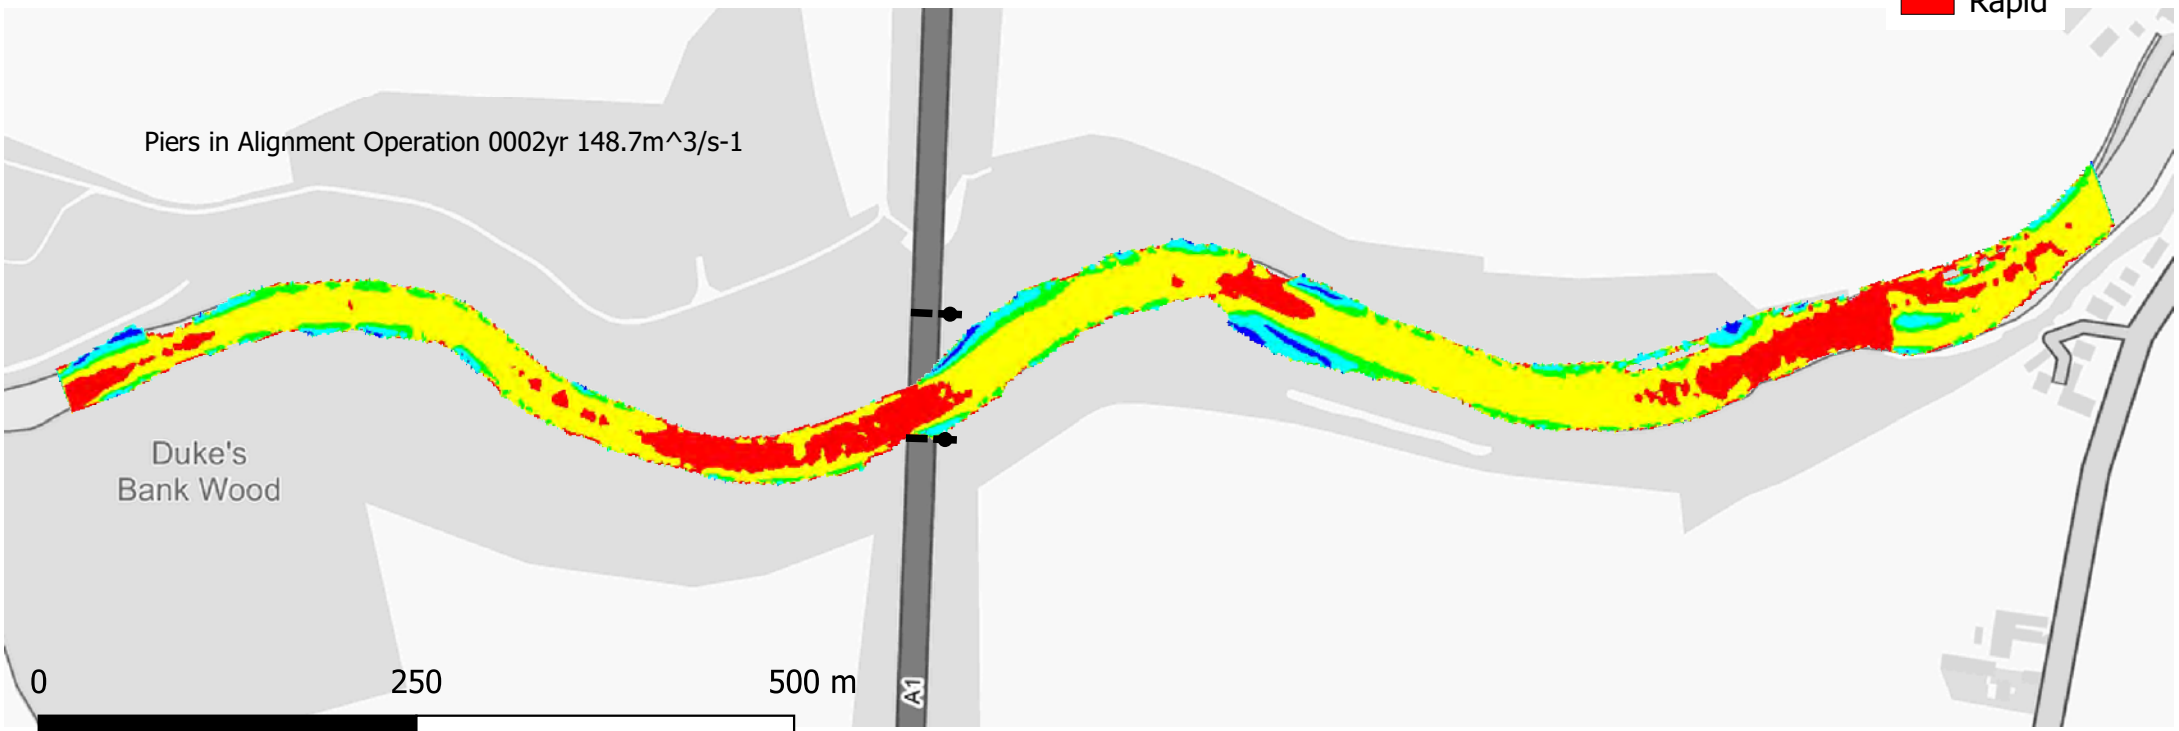 Rapid
Piers in Alignment Operation 0002yr 148.7m^3/s-1
Duke's
Bank Wood
0 250 500 m
A1